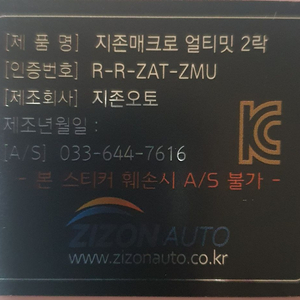 [제 품 명] 지존매크로 얼티밋 2락
[인증번호] R-R-ZAT-ZMU
[제조회사] 지존오토
제조년월일 :
[A/S] 033-644-7616
- 본 스티커 훼손시 A/S 불가 -
ZIZON AUTO
www.zizonauto.co.kr